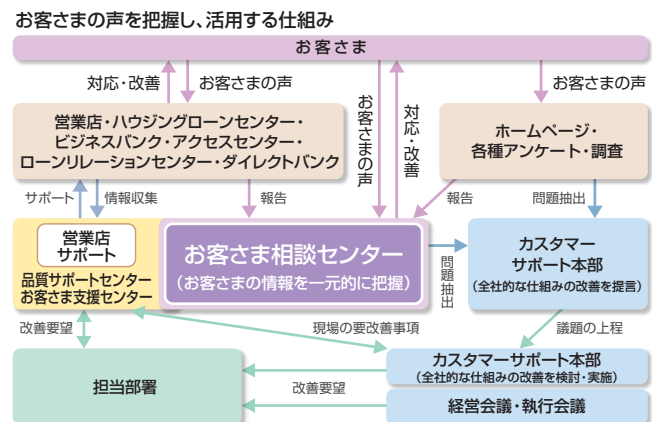 お客さまの声を把握し、活用する仕組み
お客さま
対応・改善
お客さまの声
お客さまの声
対応・改善
お客さまの声
営業店・ハウジングローンセンター・
ビジネスバンク・アクセスセンター・
ローンリレーションセンター・ダイレクトバンク
ホームページ・
各種アンケート・調査
サポート
情報収集
報告
報告
問題抽出
営業店
サポート
品質サポートセンター
お客さま支援センター
お客さま相談センター
(お客さまの情報を一元的に把握)
問題抽出
カスタマー
サポート本部
(全社的な仕組みの改善を提言)
改善要望
現場の要改善事項
議題の上程
担当部署
カスタマーサポート本部
(全社的な仕組みの改善を検討・実施)
改善要望
経営会議・執行会議